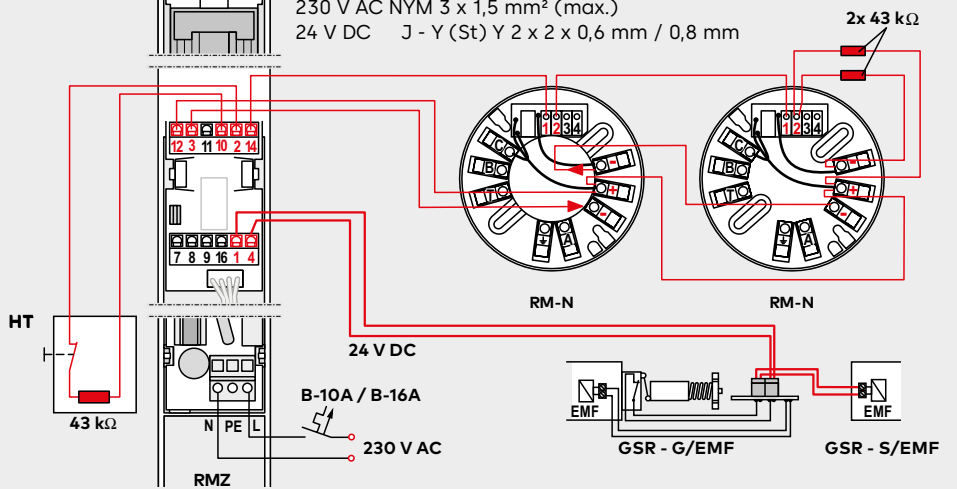 230 V AC NYM 3 x 1,5 mm² (max.)
24 V DC J - Y (St) Y 2 x 2 x 0,6 mm / 0,8 mm
2x 43 kΩ
12 3 11 10 2 14
1 2 3 4
1 2 3 4
C
B
T
-
+
-
A
C
B
T
-
+
-
A
7 8 9 16 1 4
RM-N
RM-N
HT
43 kΩ
24 V DC
B-10A / B-16A
N PE L
230 V AC
RMZ
EMF
EMF
GSR - G/EMF
GSR - S/EMF